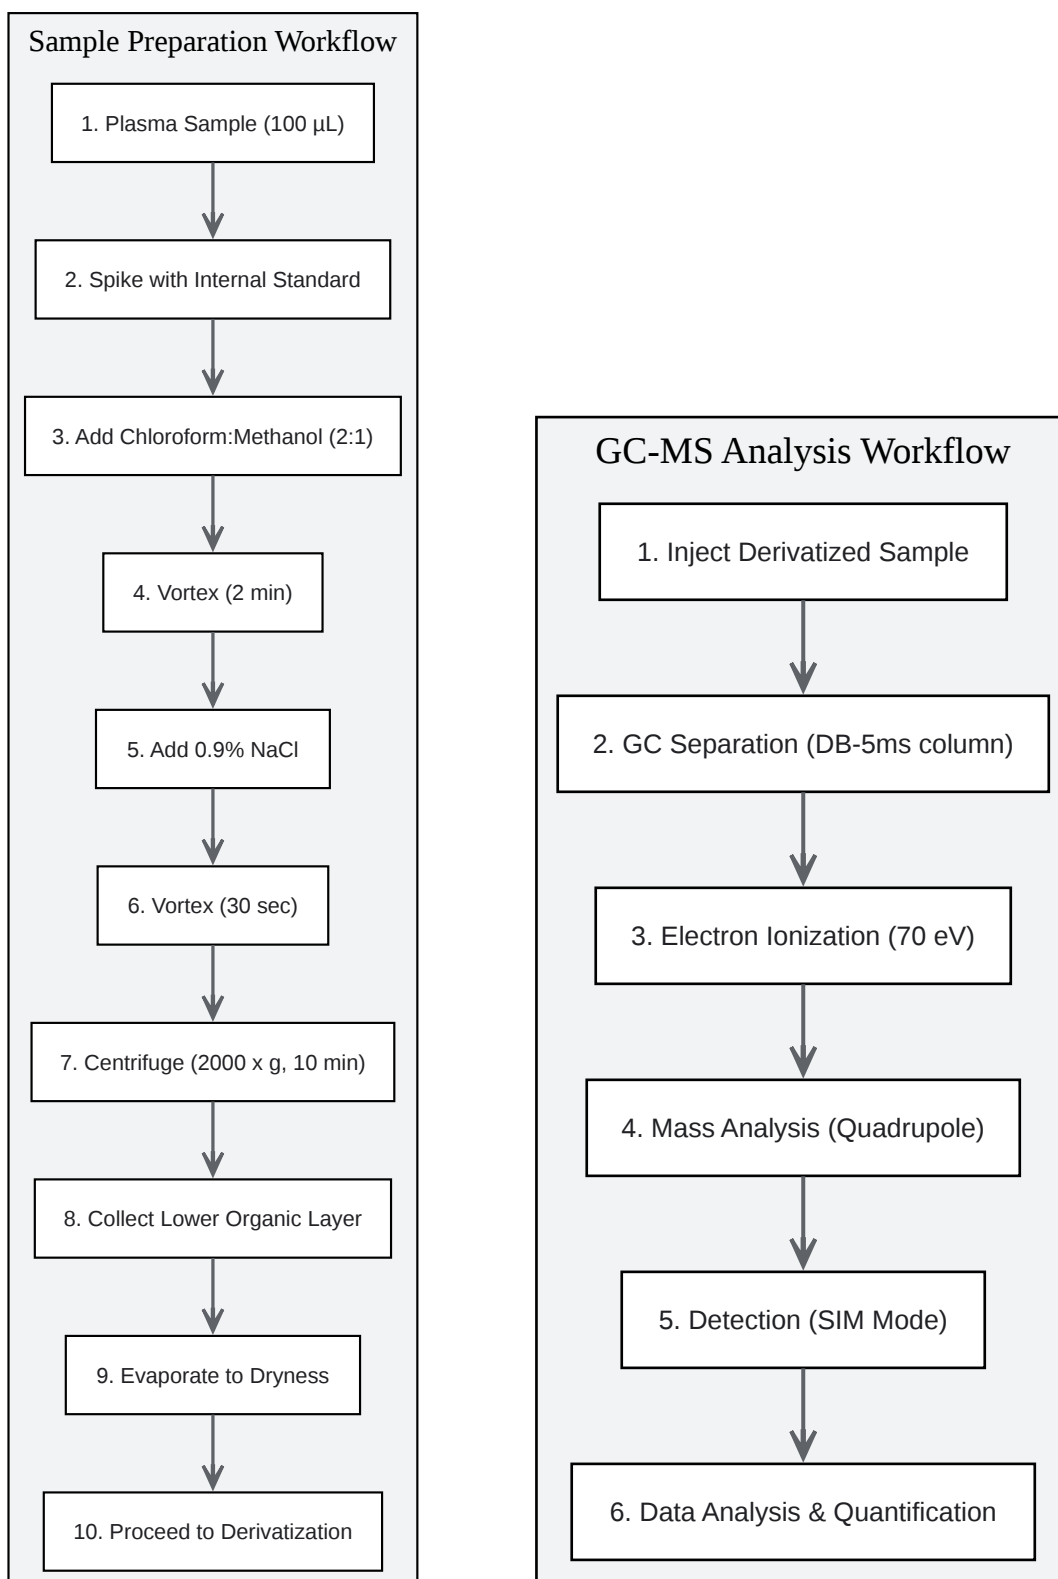 Sample Preparation Workflow
1. Plasma Sample (100 µL)
2. Spike with Internal Standard
3. Add Chloroform:Methanol (2:1)
4. Vortex (2 min)
5. Add 0.9% NaCl
6. Vortex (30 sec)
7. Centrifuge (2000 x g, 10 min)
8. Collect Lower Organic Layer
9. Evaporate to Dryness
10. Proceed to Derivatization
GC-MS Analysis Workflow
1. Inject Derivatized Sample
2. GC Separation (DB-5ms column)
3. Electron Ionization (70 eV)
4. Mass Analysis (Quadrupole)
5. Detection (SIM Mode)
6. Data Analysis & Quantification